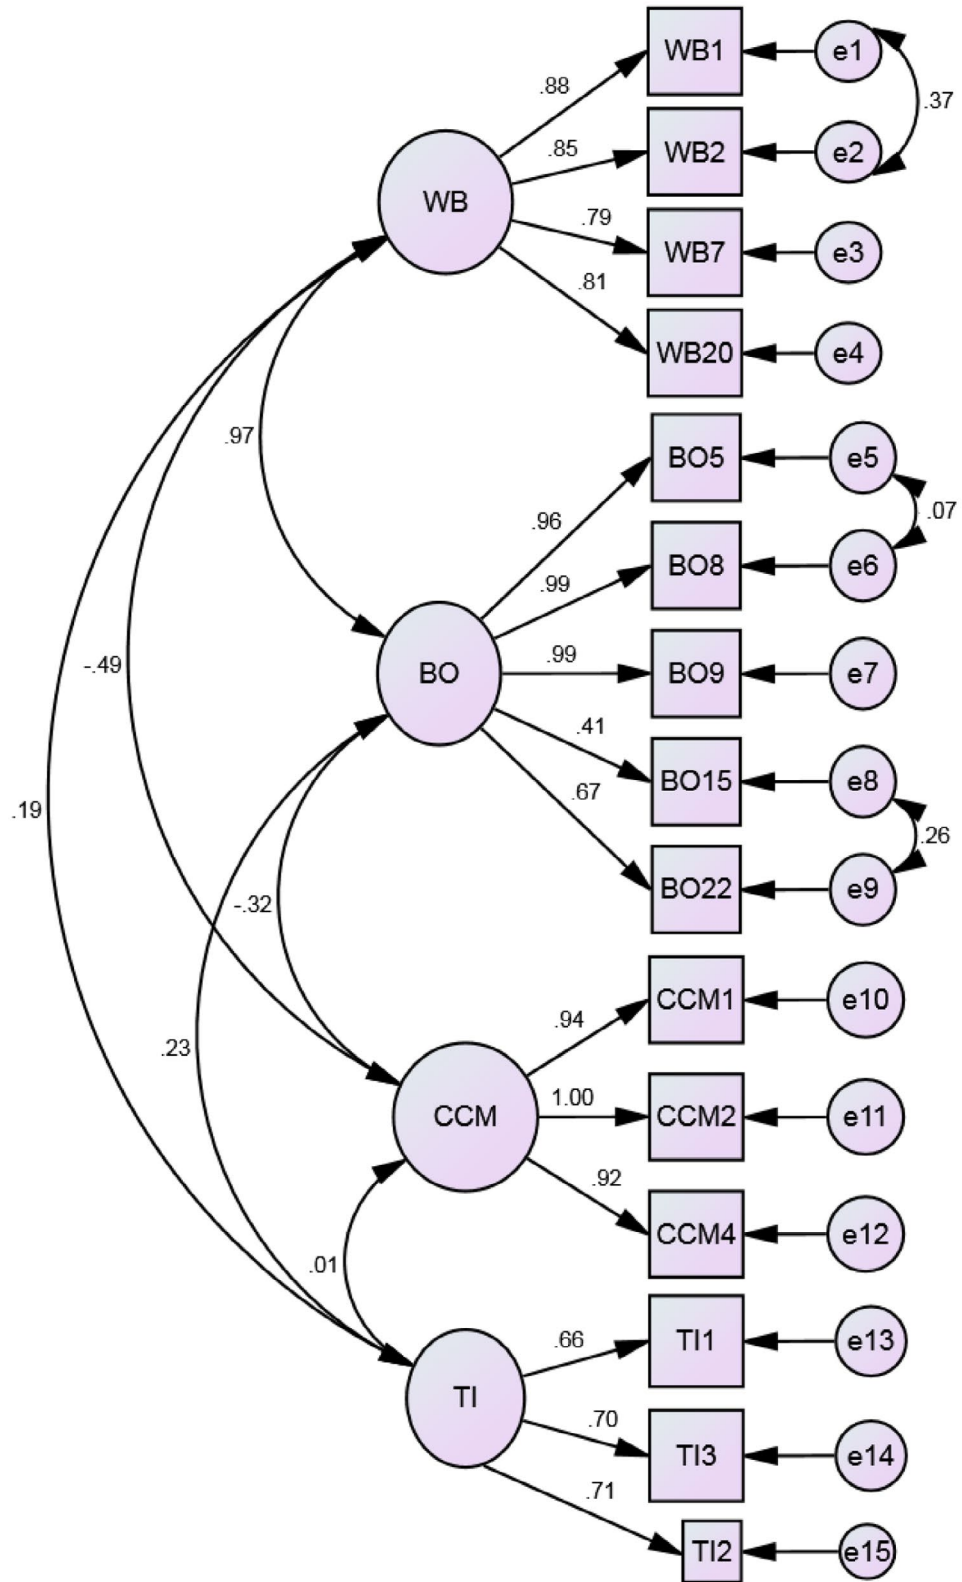 WB1
e1
.88
.37
.85
WB2
e2
WB
.79
WB7
e3
.81
WB20
e4
.97
BO5
e5
.96
.07
.99
BO8
e6
-.49
BO
.99
BO9
e7
.41
BO15
e8
.19
.67
.26
BO22
e9
-.32
.94
CCM1
e10
.23
1.00
CCM
CCM2
e11
.92
CCM4
e12
.01
.66
TI1
e13
TI
.70
TI3
e14
.71
TI2
e15